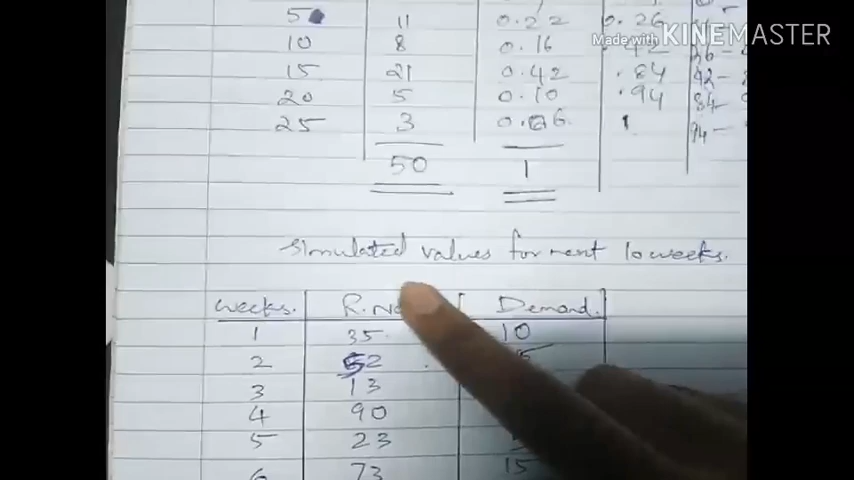 5 11 0.22 0.26
10 8 0.16
Made with KINEMASTER
15 21 0.42 .84 42-
20 5 0.10 .94 84-
25 3 0.06 1 94-
50 1
Simulated values for next 10 weeks.
weeks. R.No Demand.
1 35 10
2 52
3 13
4 90
5 23
6 73 15